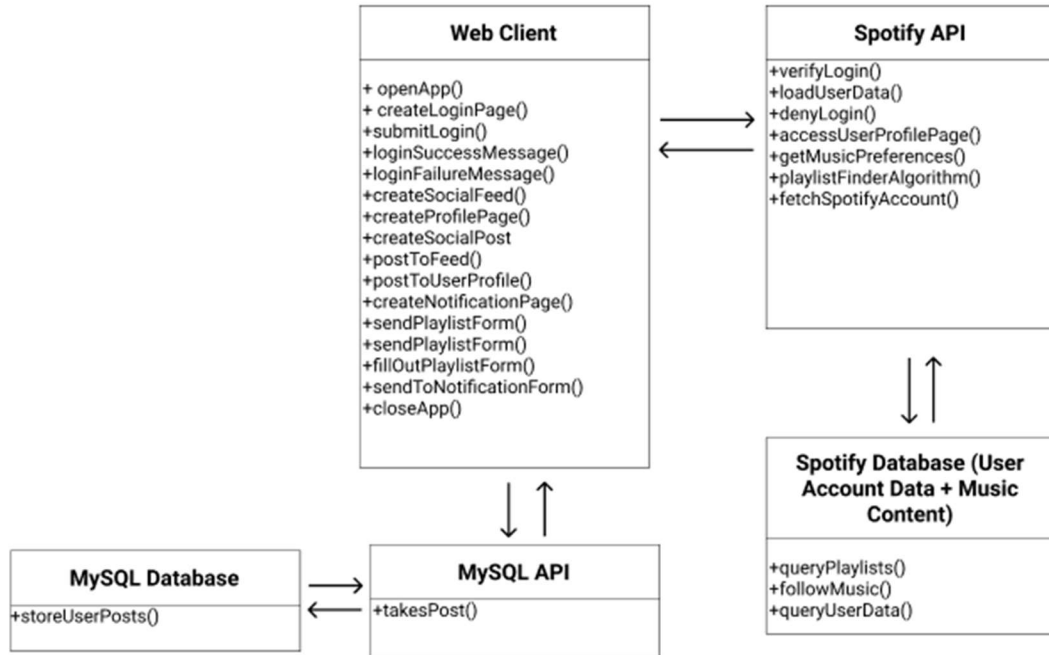 Web Client
+ openApp()
+ createLoginPage()
+submitLogin()
+loginSuccessMessage()
+loginFailureMessage()
+createSocialFeed()
+createProfilePage()
+createSocialPost
+postToFeed()
+postToUserProfile()
+createNotificationPage()
+sendPlaylistForm()
+sendPlaylistForm()
+fillOutPlaylistForm()
+sendToNotificationForm()
+closeApp()
Spotify API
+verifyLogin()
+loadUserData()
+denyLogin()
+accessUserProfilePage()
+getMusicPreferences()
+playlistFinderAlgorithm()
+fetchSpotifyAccount()
Spotify Database (User
Account Data + Music
Content)
+queryPlaylists()
+followMusic()
+queryUserData()
MySQL Database
+storeUserPosts()
MySQL API
+takesPost()